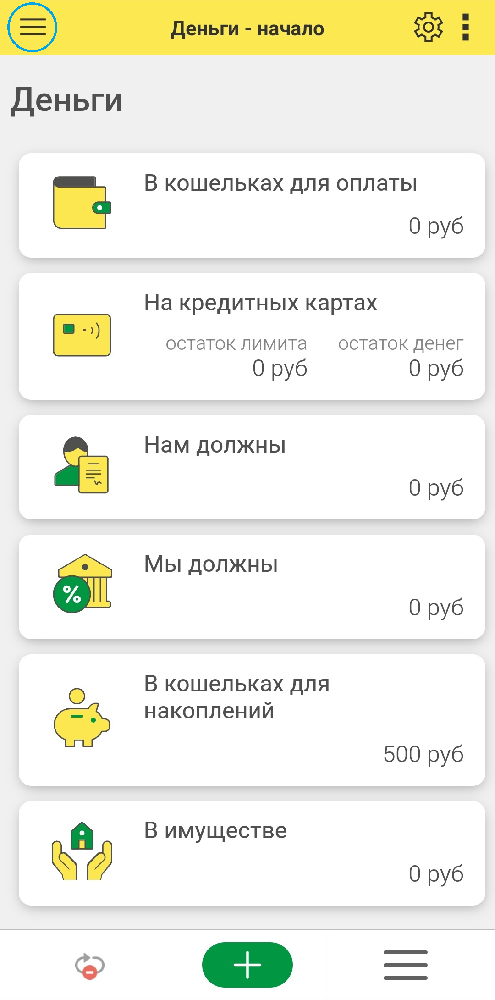 Деньги - начало
Деньги
В кошельках для оплаты
0 руб
На кредитных картах
остаток лимита остаток денег
0 руб 0 руб
Нам должны
0 руб
Мы должны
%
0 руб
В кошельках для
накоплений
500 руб
В имуществе
0 руб